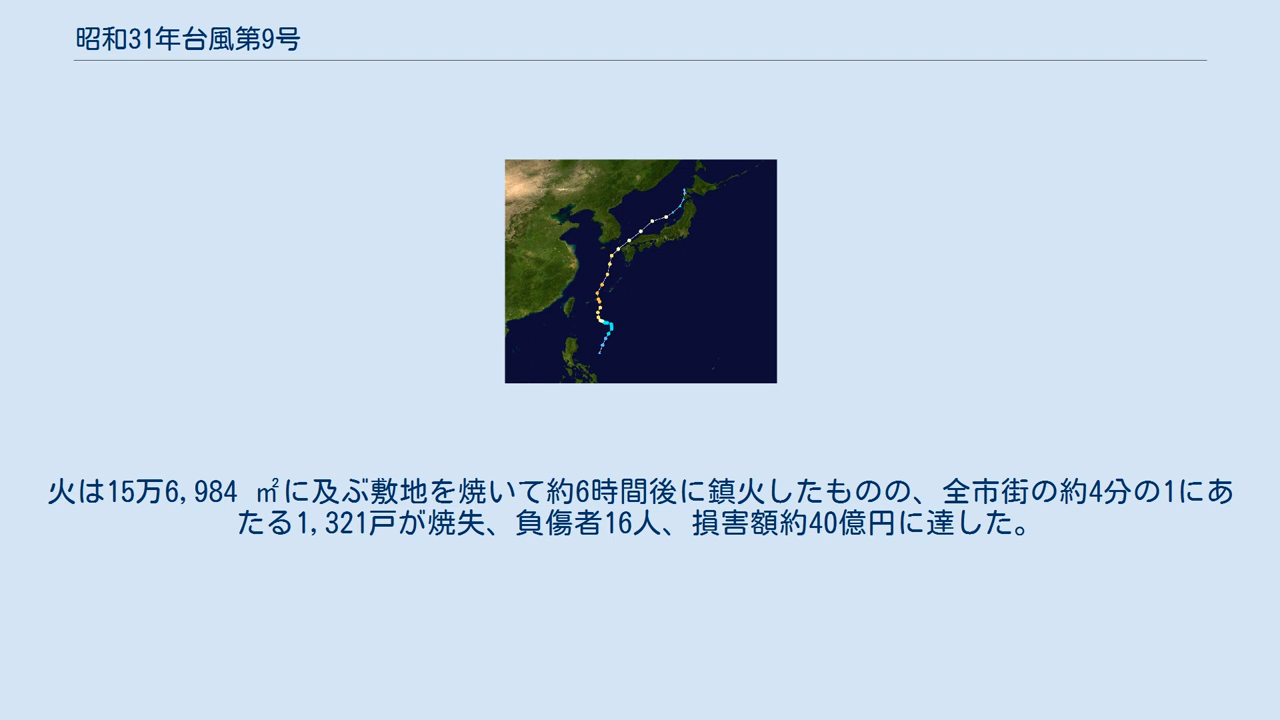 昭和31年台風第9号
火は15万6,984 ㎡に及ぶ敷地を焼いて約6時間後に鎮火したものの、全市街の約4分の1にあ
たる1,321戸が焼失、負傷者16人、損害額約40億円に達した。